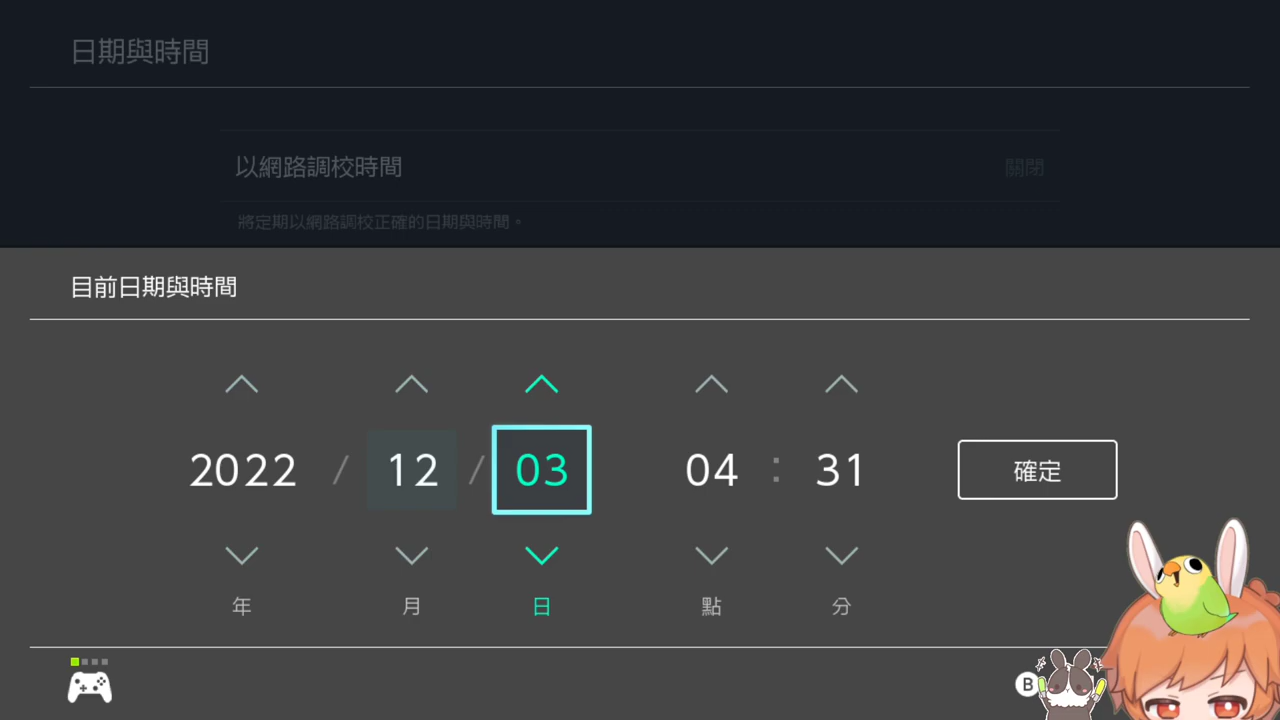 日期與時間
以網路調校時間 關閉
將定期以網路調校正確的日期與時間。
目前日期與時間
2022 / 12 / 03 04 : 31 確定
年 月 日 點 分
B